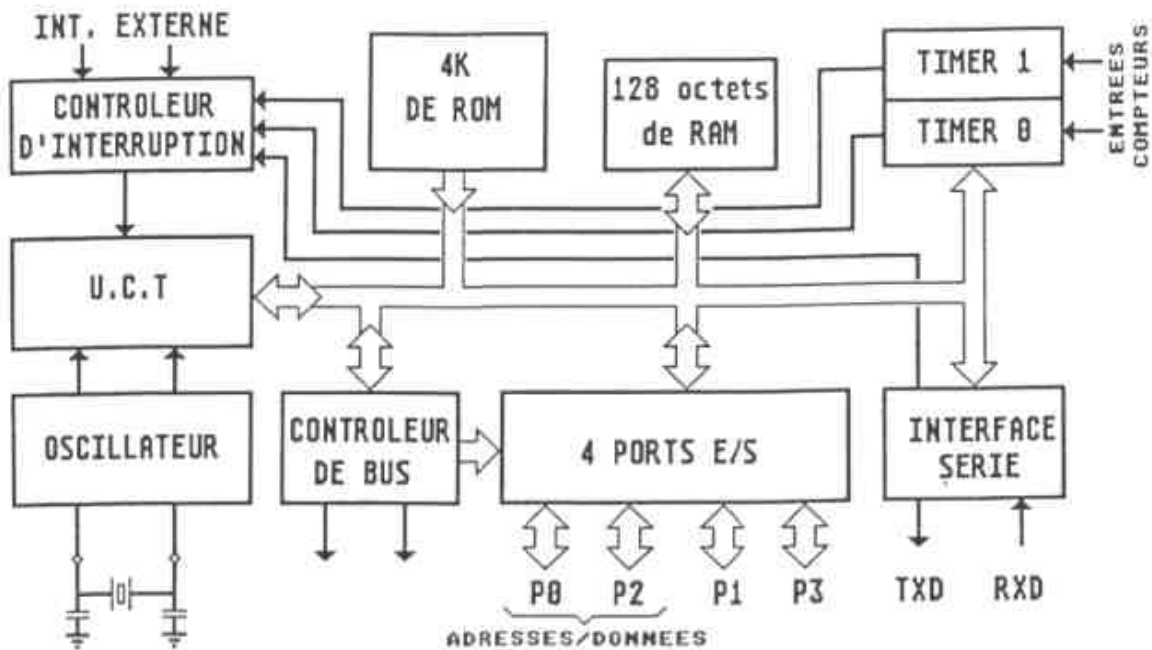 INT. EXTERNE
CONTROLEUR
D'INTERRUPTION
4K
DE ROM
128 octets
de RAM
TIMER 1
TIMER 0
ENTREES
COMPTEURS
U.C.T
OSCILLATEUR
CONTROLEUR
DE BUS
4 PORTS E/S
INTERFACE
SERIE
P0 P2 P1 P3
TXD RXD
ADRESSES/DONNEES